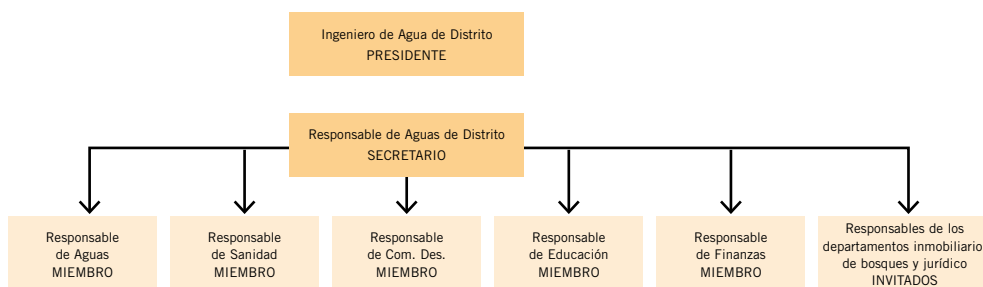 Ingeniero de Agua de Distrito
PRESIDENTE
Responsable de Aguas de Distrito
SECRETARIO
Responsable
de Aguas
MIEMBRO
Responsable
de Sanidad
MIEMBRO
Responsable
de Com. Des.
MIEMBRO
Responsable
de Educación
MIEMBRO
Responsable
de Finanzas
MIEMBRO
Responsables de los
departamentos inmobiliario
de bosques y jurídico
INVITADOS